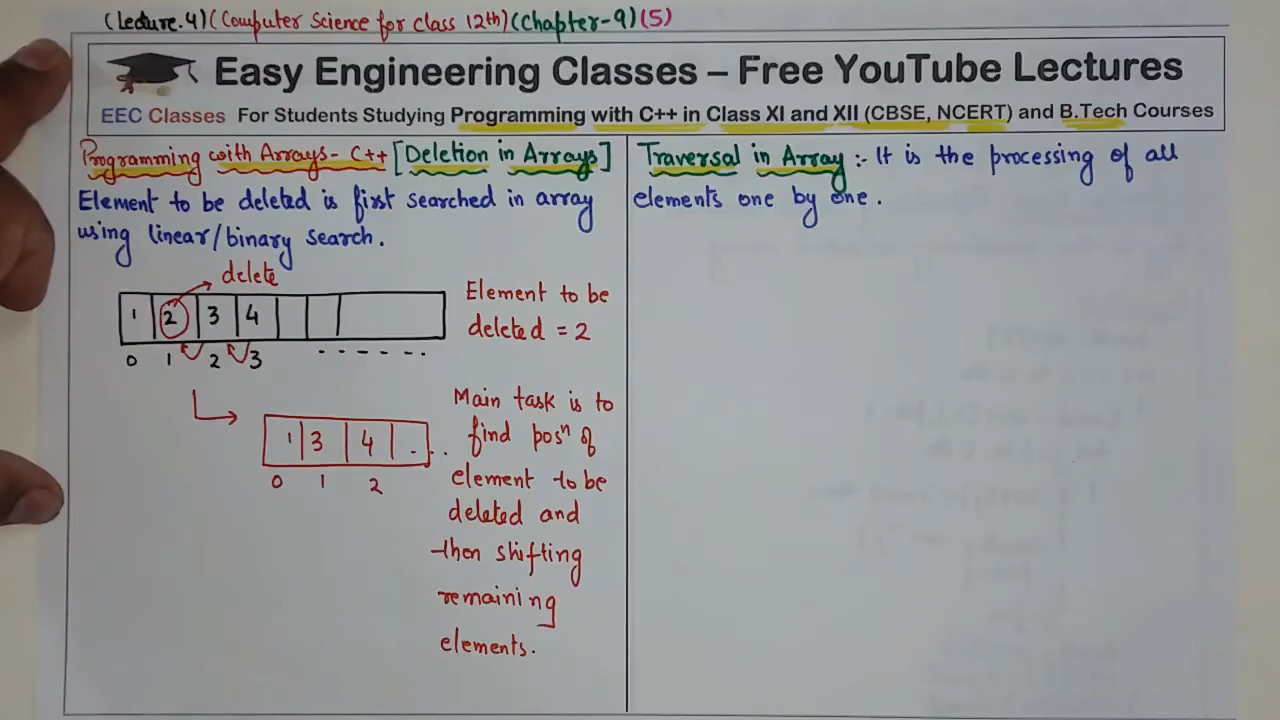 (Lecture.4)(Computer Science for Class 12th)(Chapter-9)(5)
Easy Engineering Classes – Free YouTube Lectures
EEC Classes For Students Studying Programming with C++ in Class XI and XII (CBSE, NCERT) and B.Tech Courses
Programming with Arrays- C++ [Deletion in Arrays]
Element to be deleted is first searched in array
using linear/binary search.
delete
1 2 3 4
0 1 2 3 . . . . . .
Element to be
deleted = 2
1 3 4 . . .
0 1 2
Main task is to
find posⁿ of
element to be
deleted and
then shifting
remaining
elements.
Traversal in Array :- It is the processing of all
elements one by one.